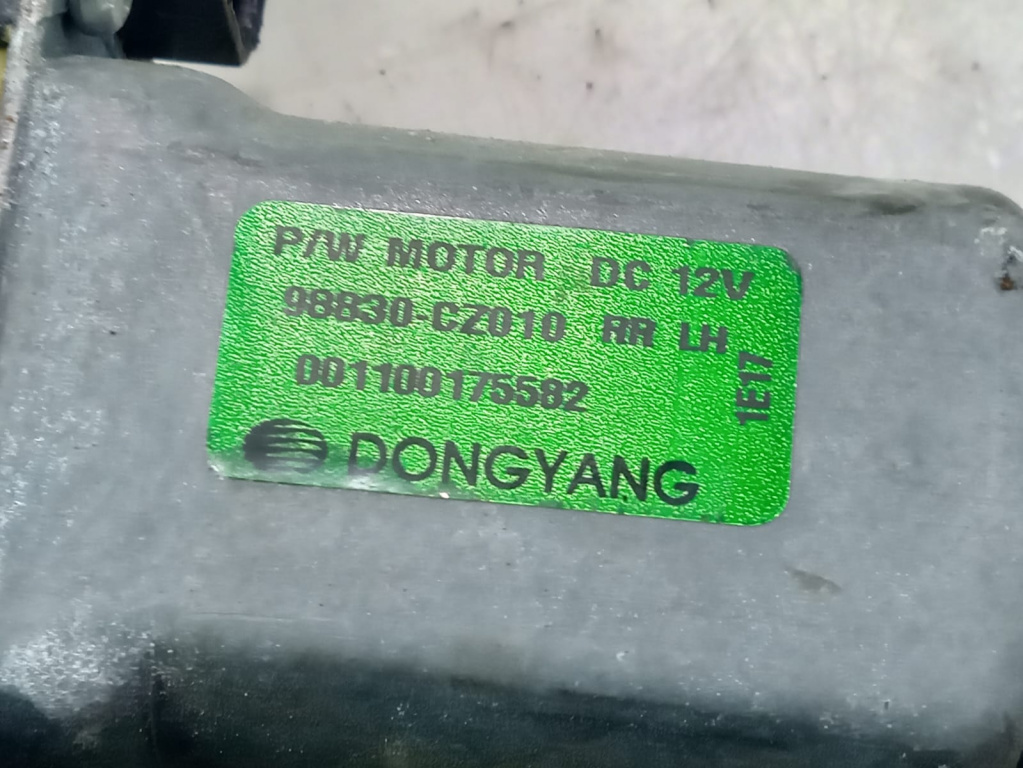 P/W MOTOR DC 12V
98830-CZ010 RR LH
001100175582
1E17
DONGYANG